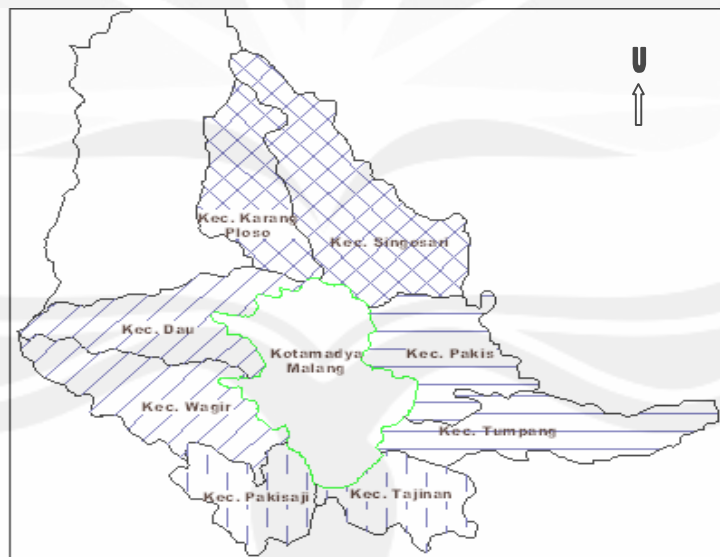 U
Kec. Karang
Ploso
Kec. Singosari
Kec. Dau
Kotamadya
Malang
Kec. Pakis
Kec. Wagir
Kec. Tumpang
Kec. Pakisaji
Kec. Tajinan